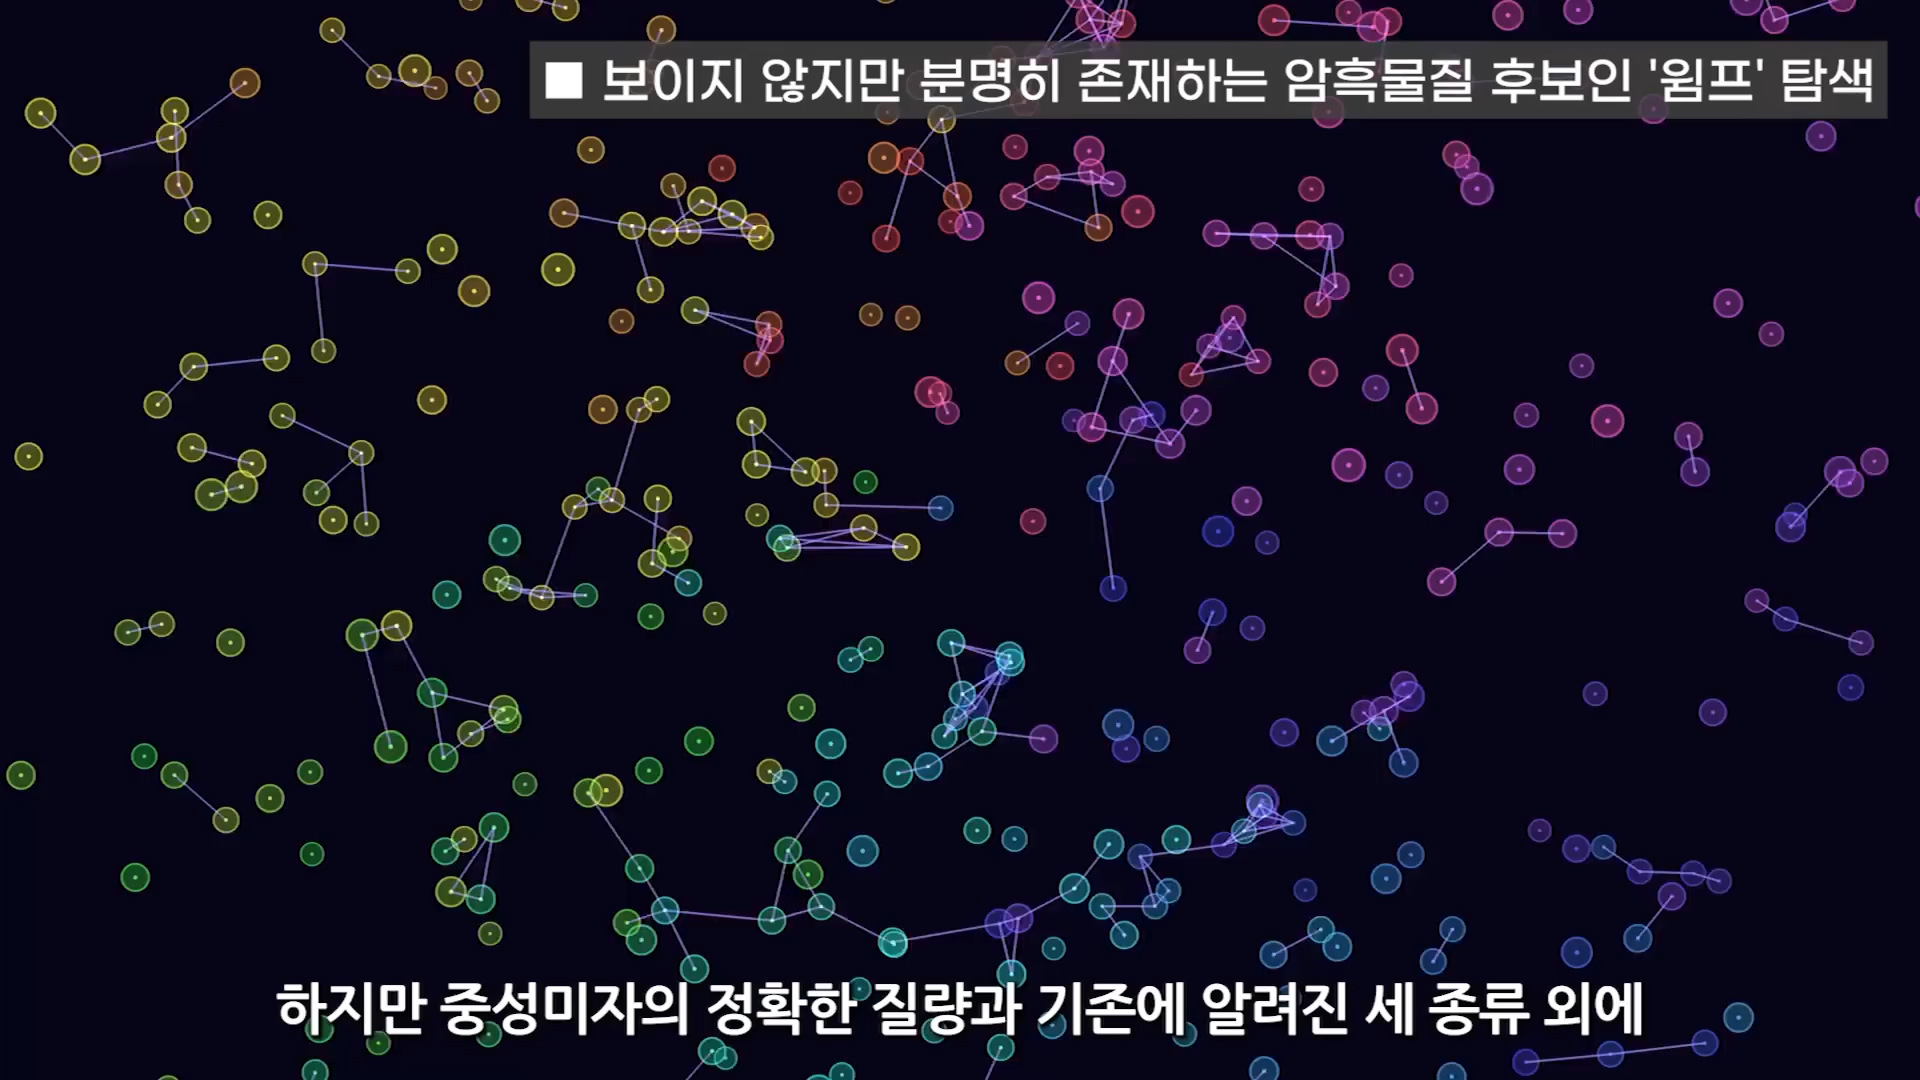 ■ 보이지 않지만 분명히 존재하는 암흑물질 후보인 '윔프' 탐색
하지만 중성미자의 정확한 질량과 기존에 알려진 세 종류 외에